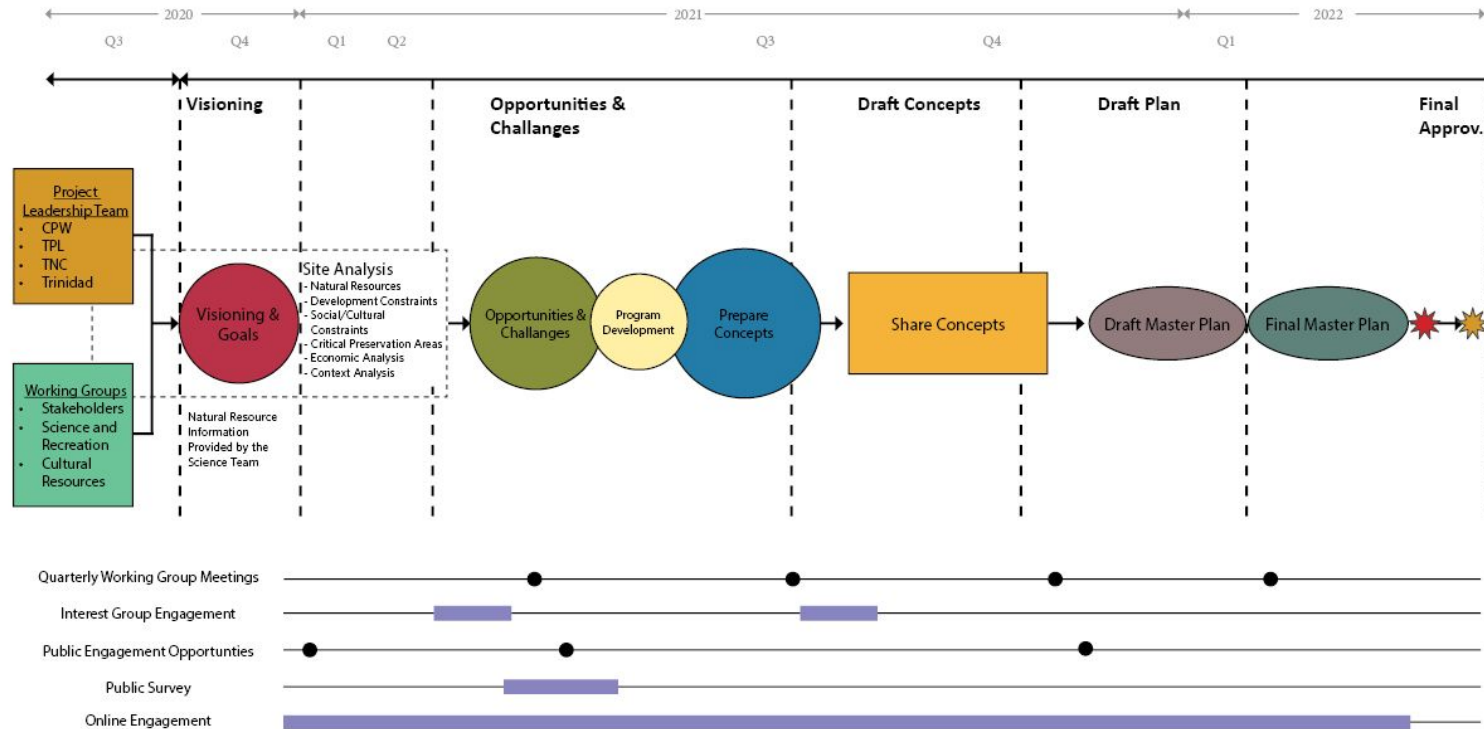 2020
2021
2022
Q3
Q4
Q1
Q2
Q3
Q4
Q1
Visioning
Opportunities &
Challanges
Draft Concepts
Draft Plan
Final
Approv.
Project
Leadership Team
• CPW
• TPL
• TNC
• Trinidad
Working Groups
• Stakeholders
• Science and
Recreation
• Cultural
Resources
Visioning &
Goals
Natural Resource
Information
Provided by the
Science Team
Site Analysis
- Natural Resources
- Development Constraints
- Social/Cultural
Constraints
- Critical Preservation Areas
- Economic Analysis
- Context Analysis
Opportunities &
Challenges
Program
Development
Prepare
Concepts
Share Concepts
Draft Master Plan
Final Master Plan
Quarterly Working Group Meetings
Interest Group Engagement
Public Engagement Opportunties
Public Survey
Online Engagement